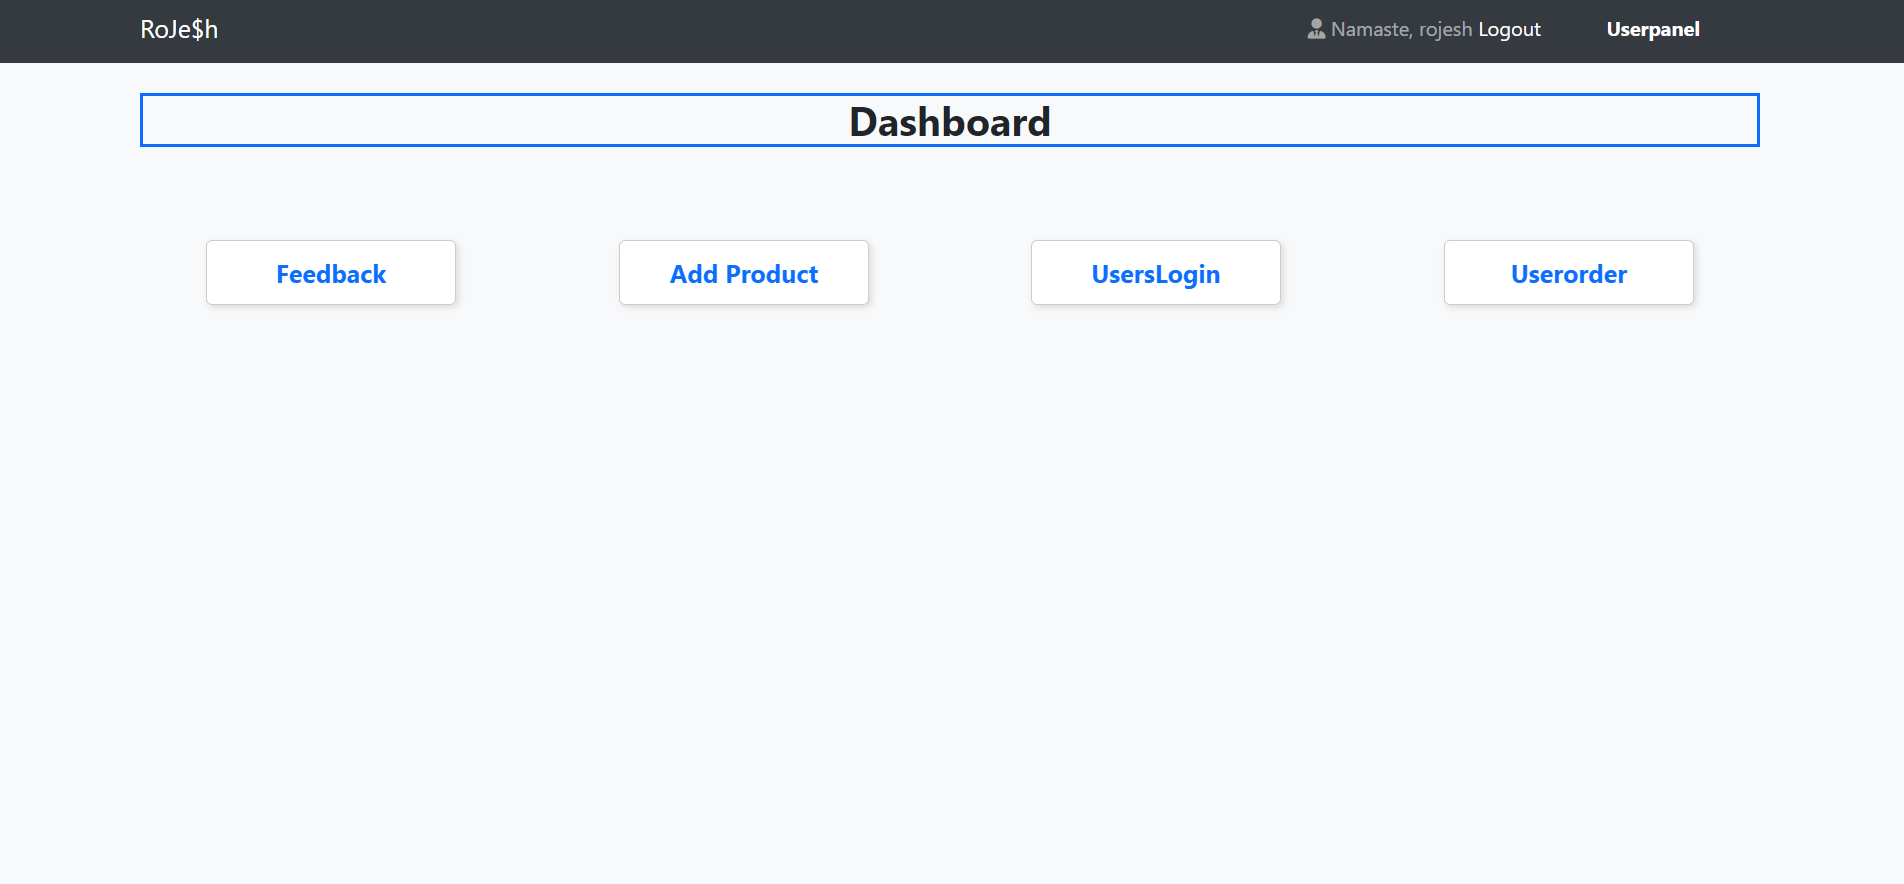 RoJe$h
Namaste, rojesh Logout Userpanel
Dashboard
Feedback
Add Product
UsersLogin
Userorder